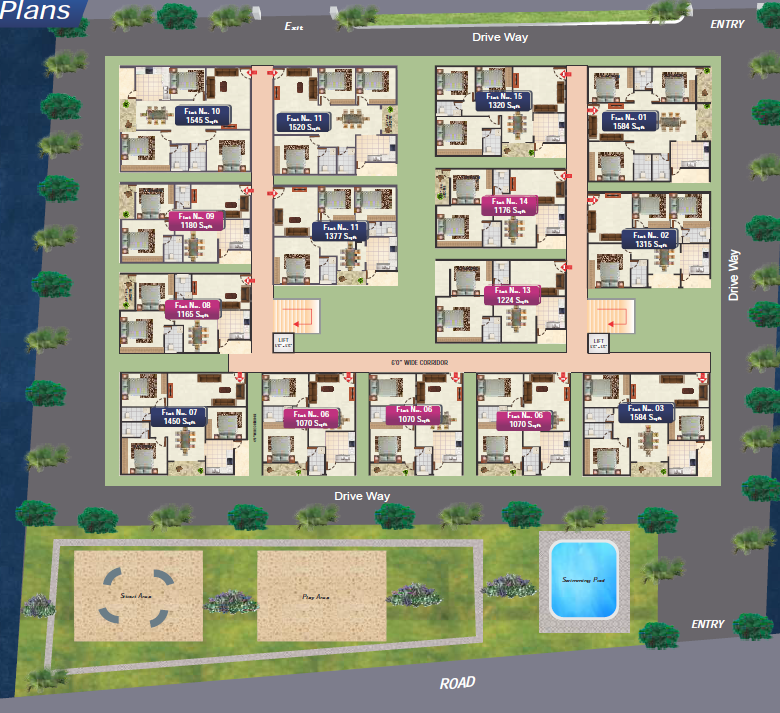 Plans
Exit
ENTRY
Drive Way
Flat No. 10
1545 Sqft
Flat No. 11
1520 Sqft
Flat No. 15
1320 Sqft
Flat No. 01
1584 Sqft
Flat No. 09
1180 Sqft
Flat No. 11
1377 Sqft
Flat No. 14
1176 Sqft
Flat No. 02
1315 Sqft
Drive Way
Flat No. 08
1165 Sqft
Flat No. 13
1224 Sqft
LIFT
LIFT
6'0" WIDE CORRIDOR
Flat No. 07
1450 Sqft
Flat No. 06
1070 Sqft
Flat No. 06
1070 Sqft
Flat No. 06
1070 Sqft
Flat No. 03
1584 Sqft
Drive Way
Play Area
Swimming Pool
ENTRY
ROAD